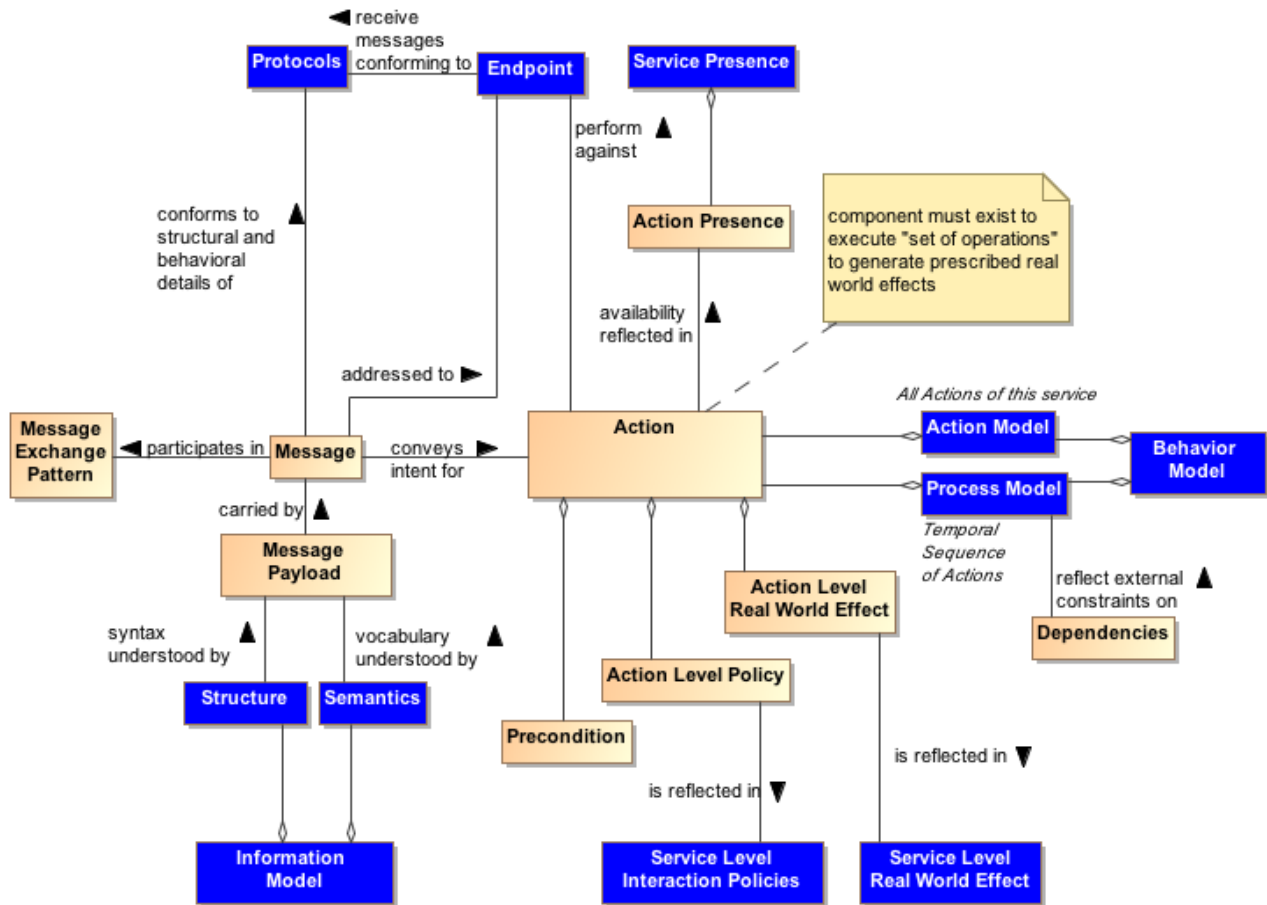 ◄ receive
messages
conforming to
Protocols
Endpoint
Service Presence
perform ▲
against
conforms to ▲
structural and
behavioral
details of
Action Presence
component must exist to
execute "set of operations"
to generate prescribed real
world effects
availability ▲
reflected in
addressed to ►
All Actions of this service
Message
Exchange
Pattern
◄ participates in
Message
conveys ►
intent for
Action
Action Model
Behavior
Model
Process Model
Temporal
Sequence
of Actions
carried by ▲
Message
Payload
Action Level
Real World Effect
reflect external ▲
constraints on
Dependencies
syntax ▲
understood by
vocabulary ▲
understood by
Structure
Semantics
Action Level Policy
Precondition
is reflected in ▼
is reflected in ▼
Information
Model
Service Level
Interaction Policies
Service Level
Real World Effect